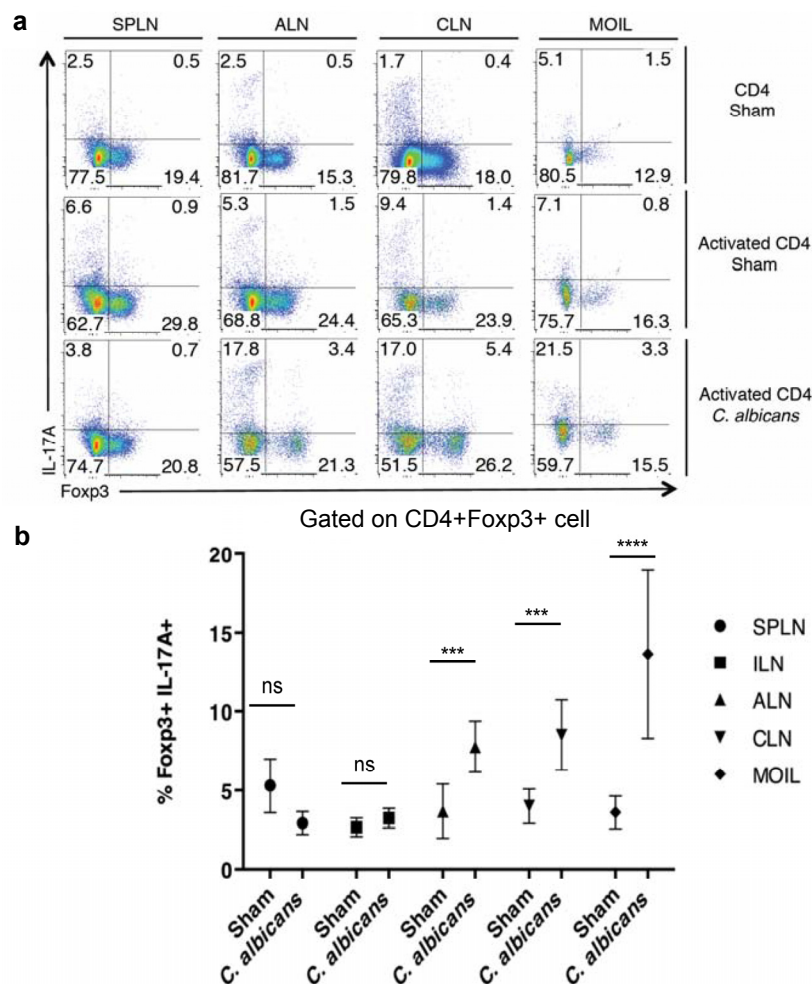 a
SPLN ALN CLN MOIL
2.5 0.5 2.5 0.5 1.7 0.4 5.1 1.5
CD4
Sham
77.5 19.4 81.7 15.3 79.8 18.0 80.5 12.9
6.6 0.9 5.3 1.5 9.4 1.4 7.1 0.8
Activated CD4
Sham
62.7 29.8 68.8 24.4 65.3 23.9 75.7 16.3
3.8 0.7 17.8 3.4 17.0 5.4 21.5 3.3
Activated CD4
C. albicans
74.7 20.8 57.5 21.3 51.5 26.2 59.7 15.5
IL-17A
Foxp3
Gated on CD4+Foxp3+ cell
b
% Foxp3+ IL-17A+
20
15
10
5
0
ns ns *** *** ****
Sham C. albicans Sham C. albicans Sham C. albicans Sham C. albicans Sham C. albicans
SPLN
ILN
ALN
CLN
MOIL